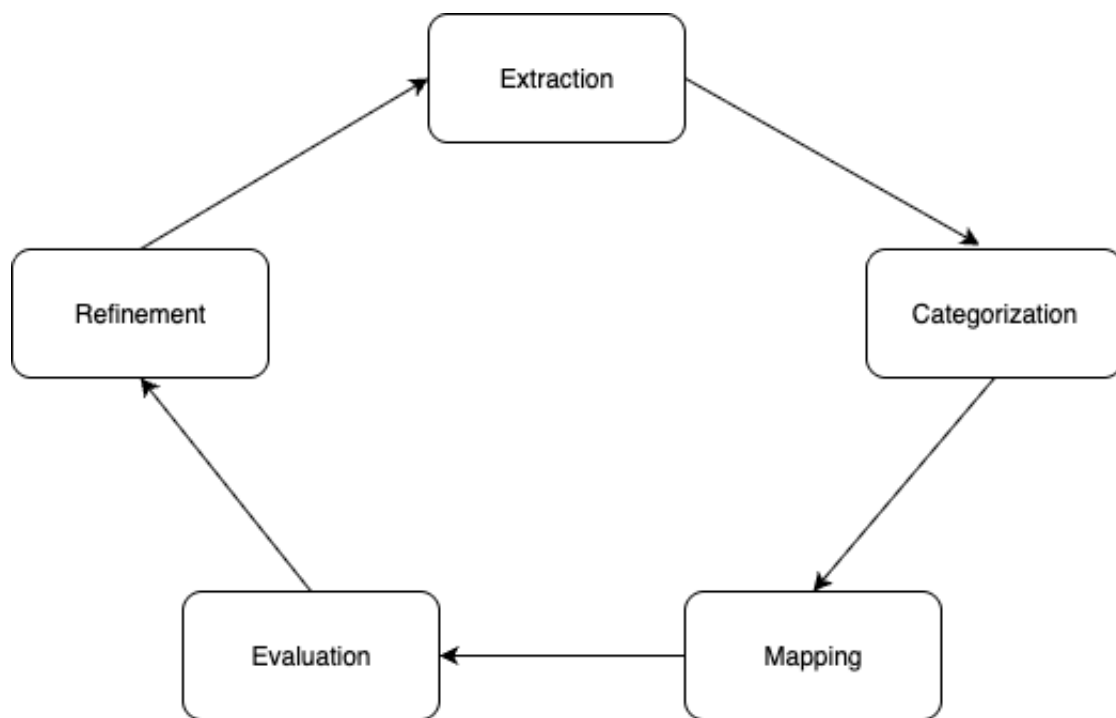 Extraction
Refinement
Categorization
Evaluation
Mapping